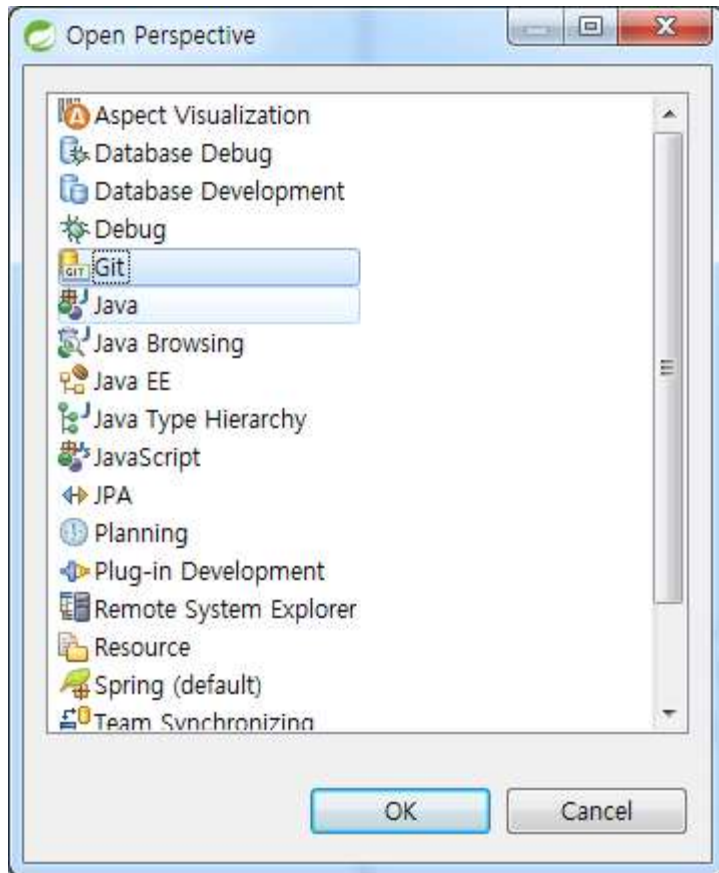 Open Perspective
Aspect Visualization
Database Debug
Database Development
Debug
GIT Git
Java
Java Browsing
Java EE
Java Type Hierarchy
JavaScript
JPA
Planning
Plug-in Development
Remote System Explorer
Resource
Spring (default)
Team Synchronizing
OK Cancel